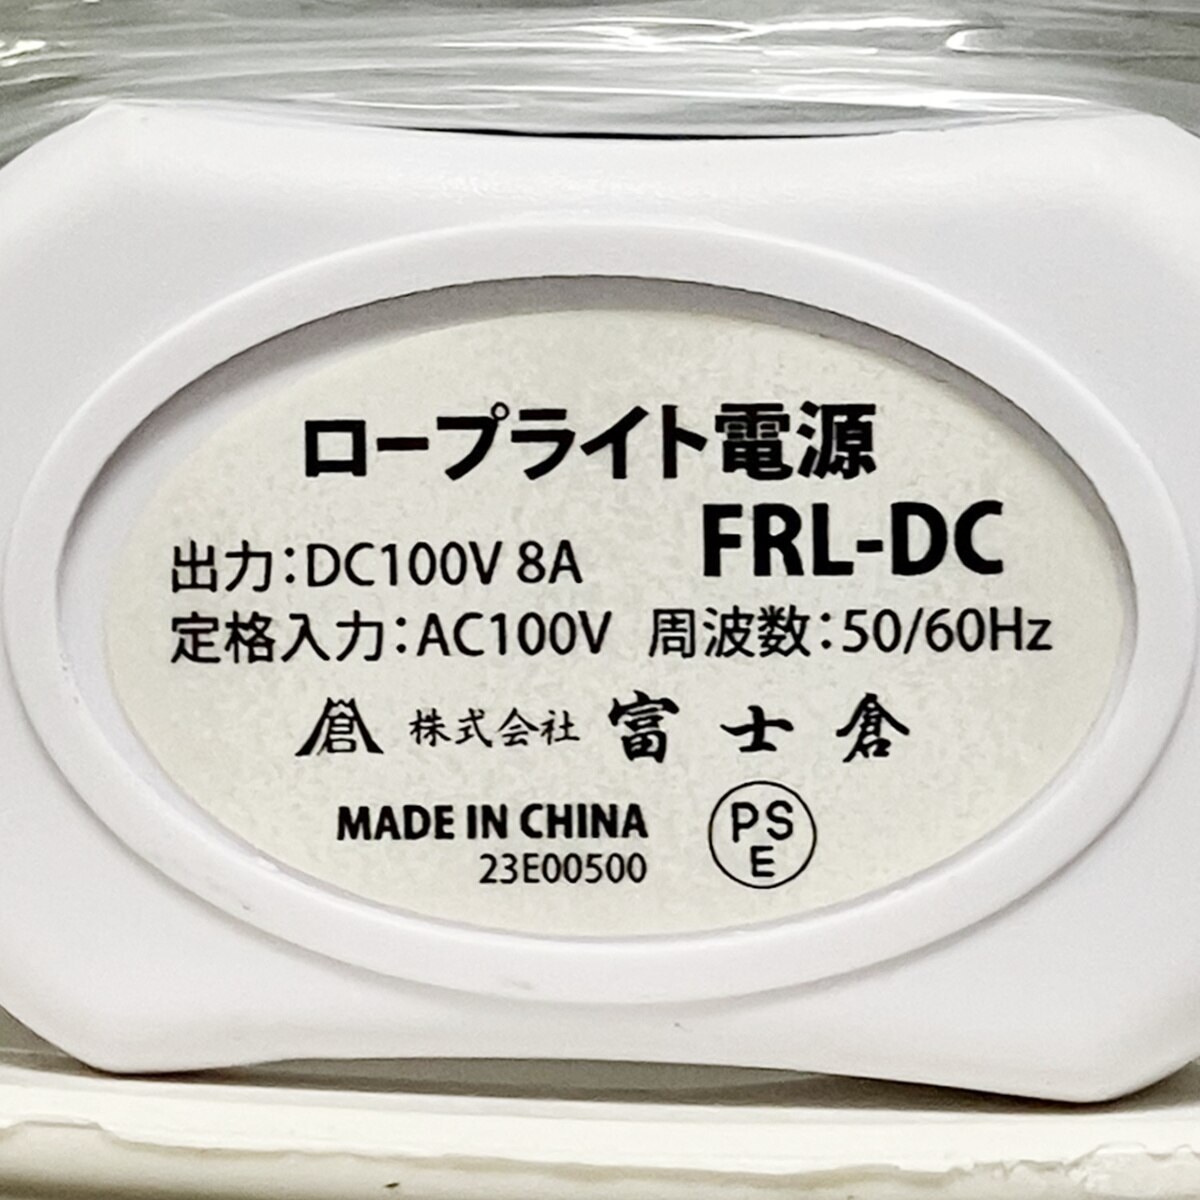 ロープライト電源
FRL-DC
出力:DC100V 8A
定格入力:AC100V 周波数:50/60Hz
倉 株式会社 富士倉
MADE IN CHINA
23E00500
PSE